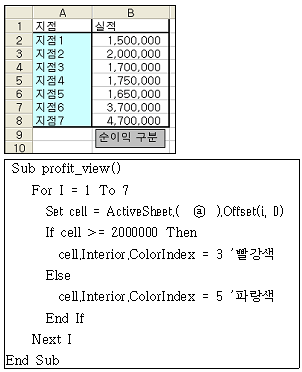 A B
1 지점 실적
2 지점1 1,500,000
3 지점2 2,000,000
4 지점3 1,700,000
5 지점4 1,750,000
6 지점5 1,650,000
7 지점6 3,700,000
8 지점7 4,700,000
9 순이익 구분
10
Sub profit_view()
For I = 1 To 7
Set cell = ActiveSheet.( ⓐ ).Offset(i, 0)
If cell >= 2000000 Then
cell.Interior.ColorIndex = 3 '빨강색
Else
cell.Interior.ColorIndex = 5 '파랑색
End If
Next I
End Sub